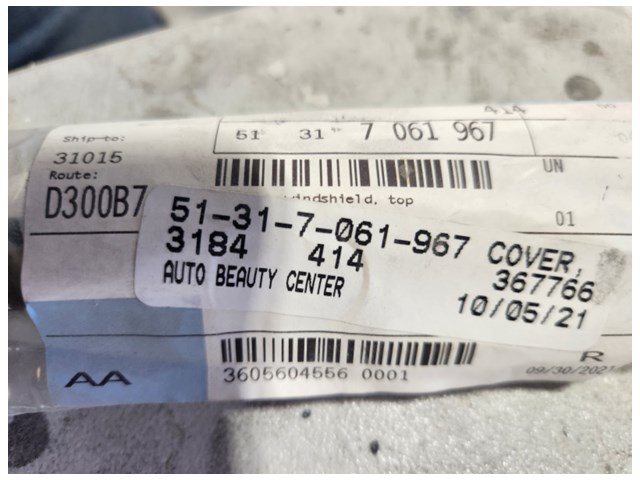 414
Ship-to:
51 31 7 061 967
31015
Route:
UN
D300B7
windshield, top
01
51-31-7-061-967 COVER,
3184 414 367766
AUTO BEAUTY CENTER
10/05/21
R
AA
3605604556 0001
09/30/2021